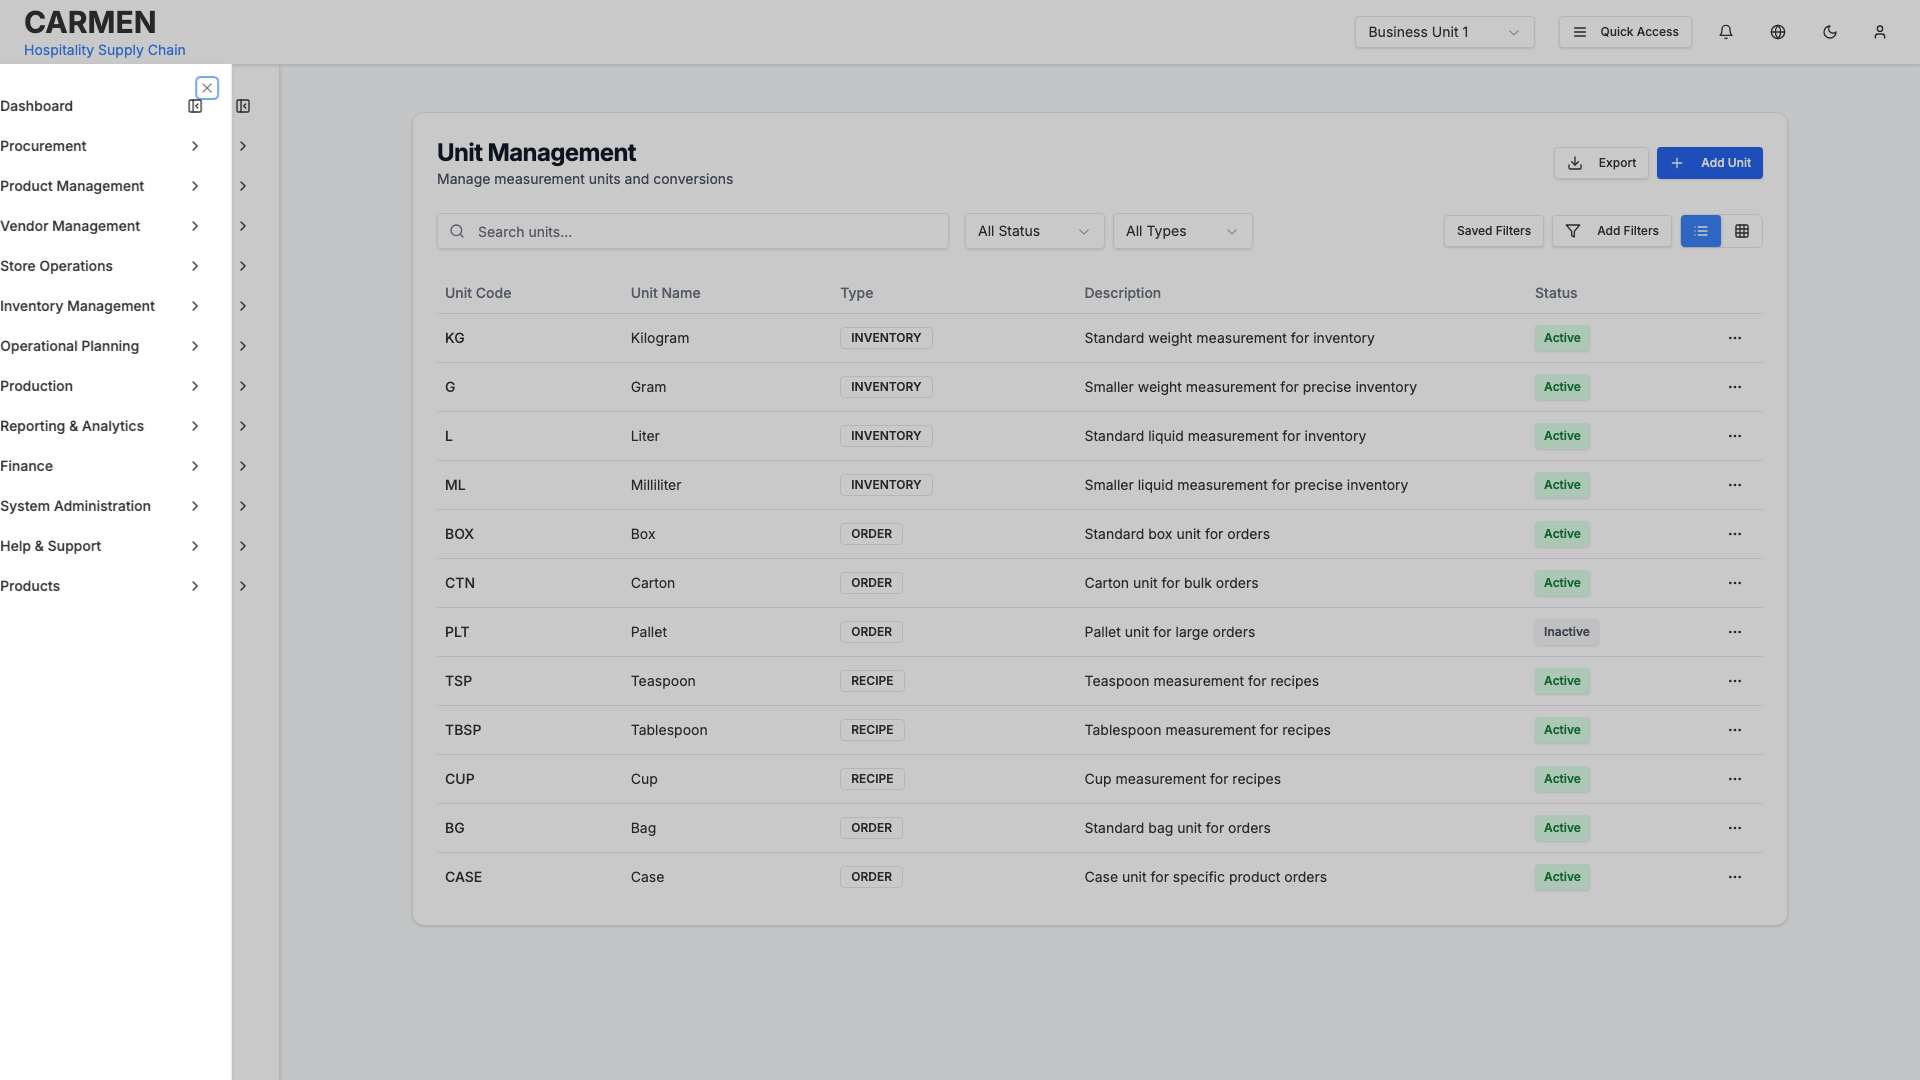 CARMEN
Hospitality Supply Chain
Business Unit 1
Quick Access
Dashboard
Procurement
Product Management
Vendor Management
Store Operations
Inventory Management
Operational Planning
Production
Reporting & Analytics
Finance
System Administration
Help & Support
Products
Unit Management
Manage measurement units and conversions
Export
Add Unit
Search units...
All Status
All Types
Saved Filters
Add Filters
Unit Code Unit Name Type Description Status
KG Kilogram INVENTORY Standard weight measurement for inventory Active
G Gram INVENTORY Smaller weight measurement for precise inventory Active
L Liter INVENTORY Standard liquid measurement for inventory Active
ML Milliliter INVENTORY Smaller liquid measurement for precise inventory Active
BOX Box ORDER Standard box unit for orders Active
CTN Carton ORDER Carton unit for bulk orders Active
PLT Pallet ORDER Pallet unit for large orders Inactive
TSP Teaspoon RECIPE Teaspoon measurement for recipes Active
TBSP Tablespoon RECIPE Tablespoon measurement for recipes Active
CUP Cup RECIPE Cup measurement for recipes Active
BG Bag ORDER Standard bag unit for orders Active
CASE Case ORDER Case unit for specific product orders Active